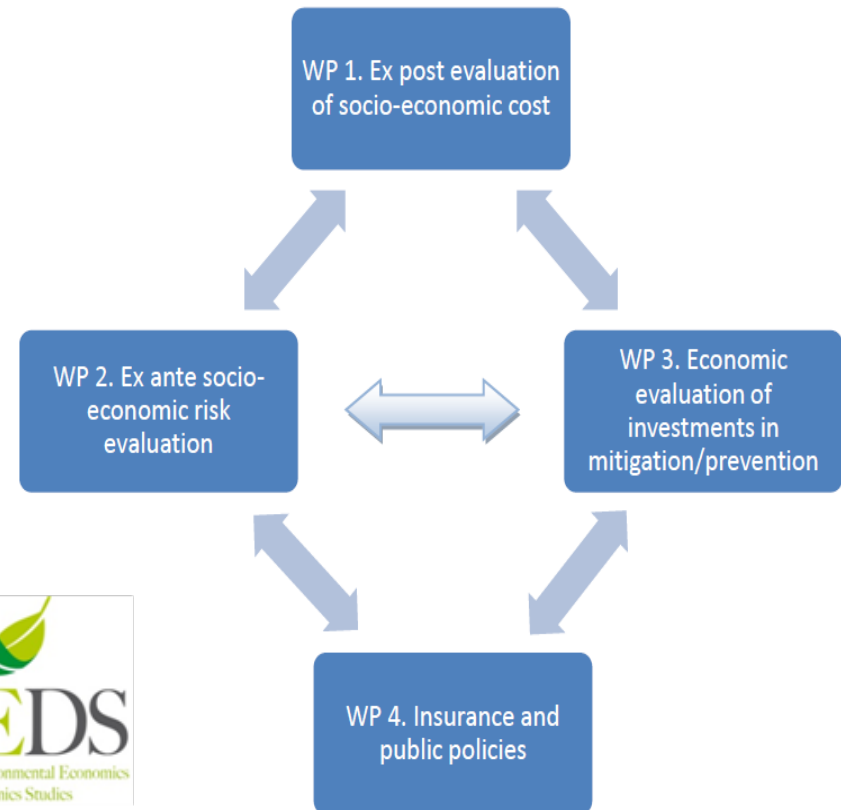 WP 1. Ex post evaluation
of socio-economic cost
WP 2. Ex ante socio-
economic risk
evaluation
WP 3. Economic
evaluation of
investments in
mitigation/prevention
WP 4. Insurance and
public policies
EDS
Economics
Studies